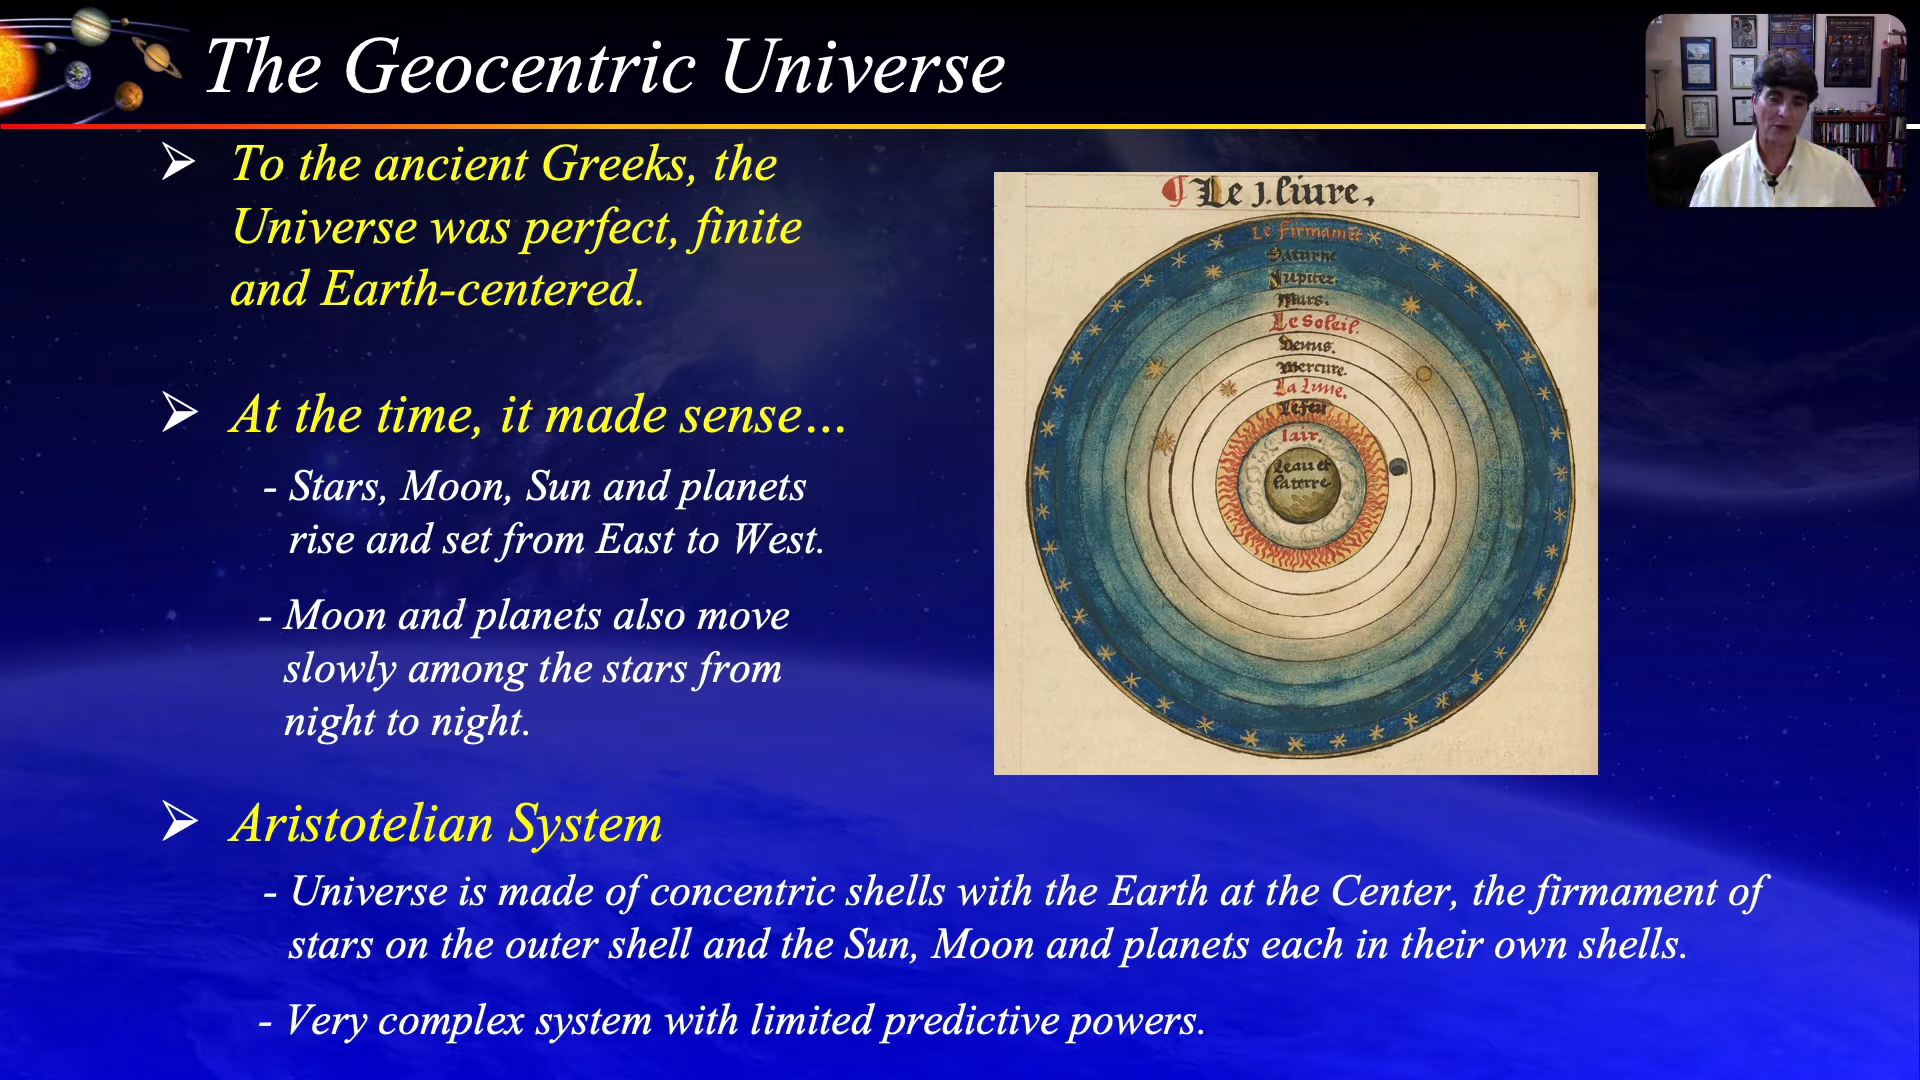 The Geocentric Universe
➢ To the ancient Greeks, the
Universe was perfect, finite
and Earth-centered.
➢ At the time, it made sense…
- Stars, Moon, Sun and planets
rise and set from East to West.
- Moon and planets also move
slowly among the stars from
night to night.
➢ Aristotelian System
- Universe is made of concentric shells with the Earth at the Center, the firmament of
stars on the outer shell and the Sun, Moon and planets each in their own shells.
- Very complex system with limited predictive powers.
Le J. liure,
Le firmamēt
Saturne
Jupiter
Mars.
Le Soleil.
Venus.
Mercure.
La Lune.
Le feu
lair.
Leau et
la terre